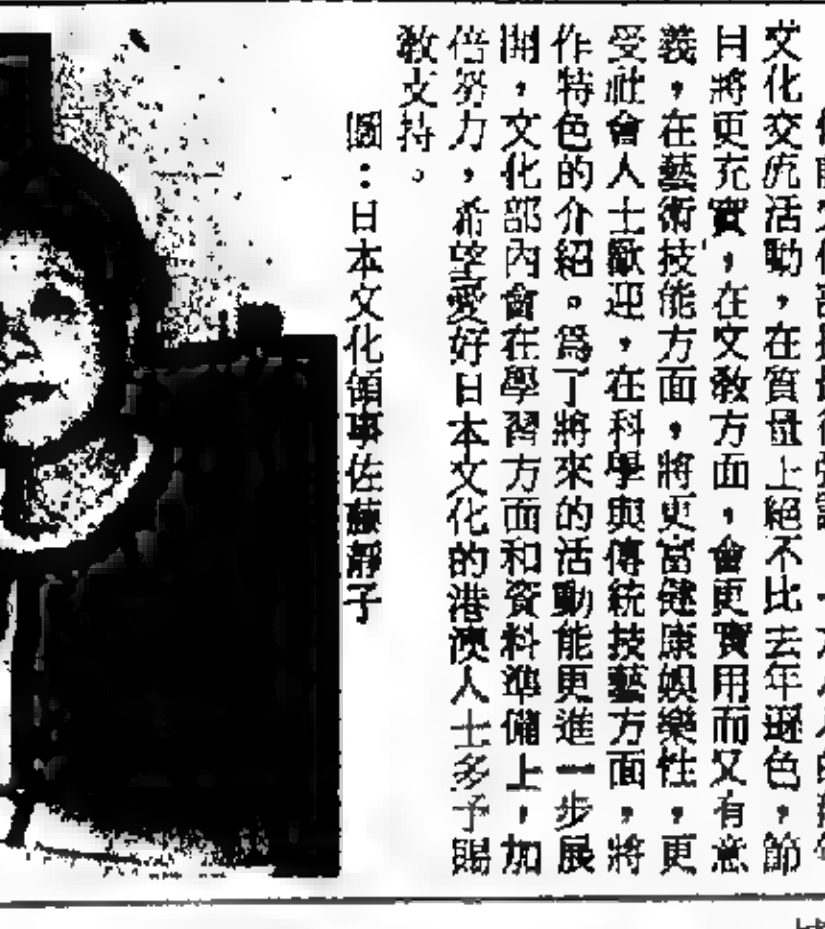 文化交流活動，在質量上絕不比去年遜色，節
目將更充實，在文教方面，會更實用而又有意
義，在藝術技能方面，將更富健康娛樂性，更
受社會人士歡迎，在科學與傳統技藝方面，將
作特色的介紹。爲了將來的活動能更進一步展
開，文化部內會在學習方面和資料準備上，加
倍努力，希望愛好日本文化的港澳人士多予賜
敎支持。
圖：日本文化領事佐藤靜子